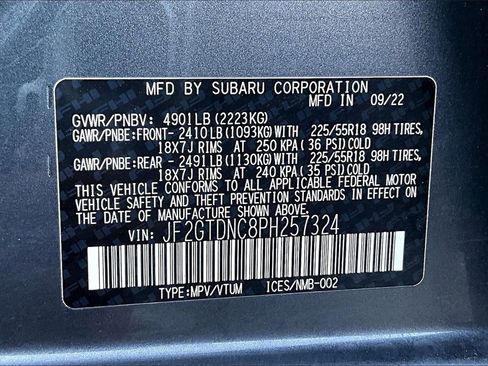 MFD BY SUBARU CORPORATION
MFD IN 09/22
GVWR/PNBV: 4901LB(2223KG)
GAWR/PNBE:FRONT- 2410LB(1093KG)WITH 225/55R18 98H TIRES,
18X7J RIMS AT 250 KPA( 36 PSI)COLD
GAWR/PNBE:REAR - 2491LB(1130KG)WITH 225/55R18 98H TIRES,
18X7J RIMS AT 240 KPA( 35 PSI)COLD
THIS VEHICLE CONFORMS TO ALL APPLICABLE FEDERAL MOTOR
VEHICLE SAFETY, BUMPER, AND THEFT PREVENTION STANDARDS IN
EFFECT ON THE DATE OF MANUFACTURE SHOWN ABOVE.
VIN: JF2GTDNC8PH257324
TYPE:MPV/VTUM ICES/NMB-002